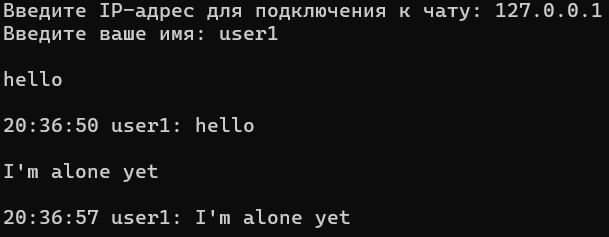 Введите IP-адрес для подключения к чату: 127.0.0.1
Введите ваше имя: user1
hello
20:36:50 user1: hello
I'm alone yet
20:36:57 user1: I'm alone yet